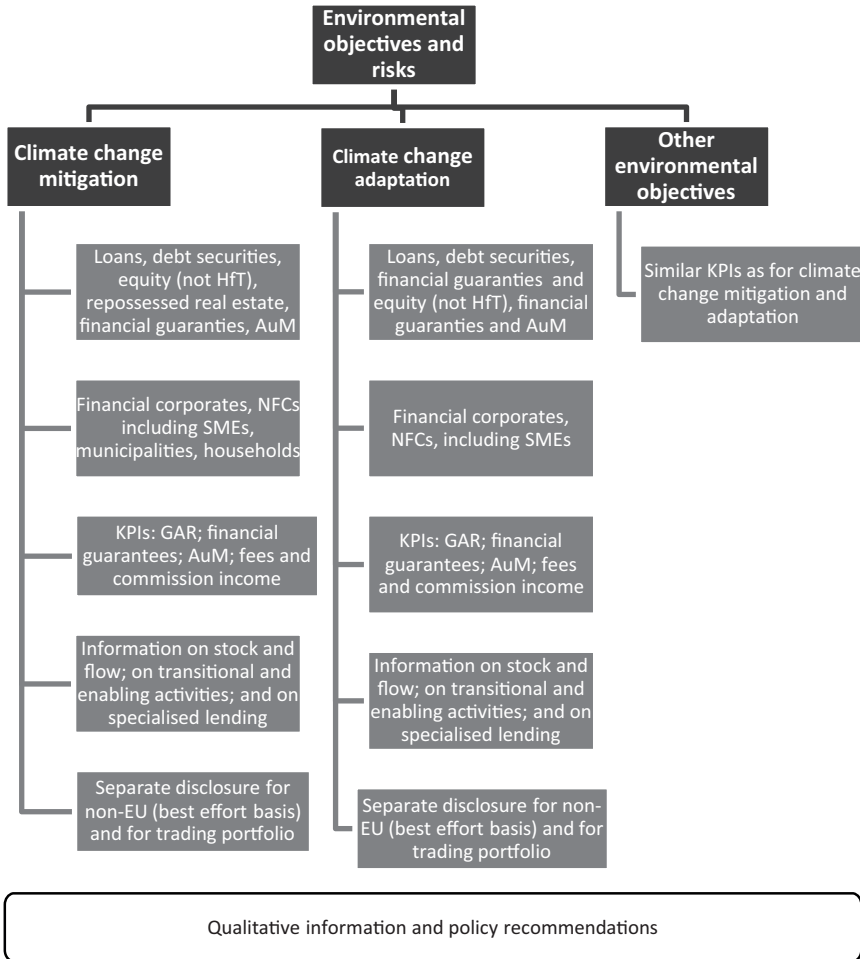 Environmental
objectives and
risks
Climate change
mitigation
Climate change
adaptation
Other
environmental
objectives
Loans, debt securities,
equity (not HfT),
repossessed real estate,
financial guaranties, AuM
Financial corporates, NFCs
including SMEs,
municipalities, households
KPIs: GAR; financial
guarantees; AuM; fees and
commission income
Information on stock and
flow; on transitional and
enabling activities; and on
specialised lending
Separate disclosure for
non-EU (best effort basis)
and for trading portfolio
Loans, debt securities,
financial guaranties and
equity (not HfT), financial
guaranties and AuM
Financial corporates,
NFCs, including SMEs
KPIs: GAR; financial
guarantees; AuM; fees
and commission income
Information on stock and
flow; on transitional and
enabling activities; and on
specialised lending
Separate disclosure for non-
EU (best effort basis) and for
trading portfolio
Similar KPIs as for climate
change mitigation and
adaptation
Qualitative information and policy recommendations